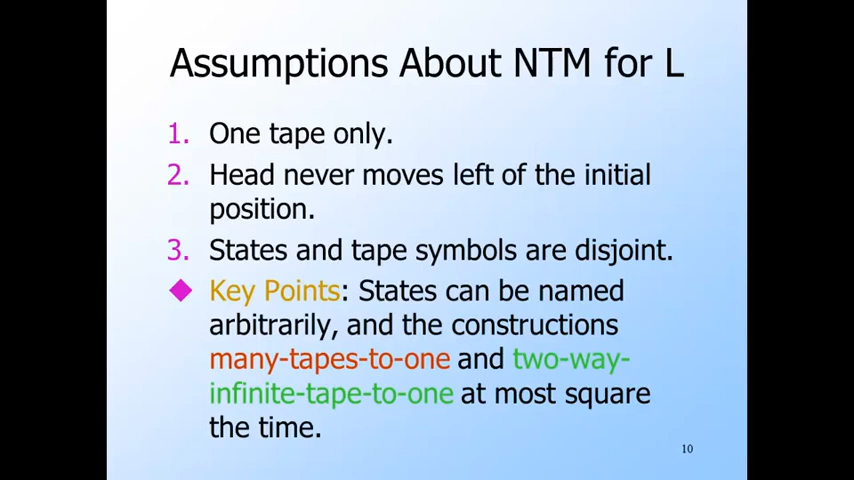 Assumptions About NTM for L
1. One tape only.
2. Head never moves left of the initial
position.
3. States and tape symbols are disjoint.
Key Points: States can be named
arbitrarily, and the constructions
many-tapes-to-one and two-way-
infinite-tape-to-one at most square
the time.
10